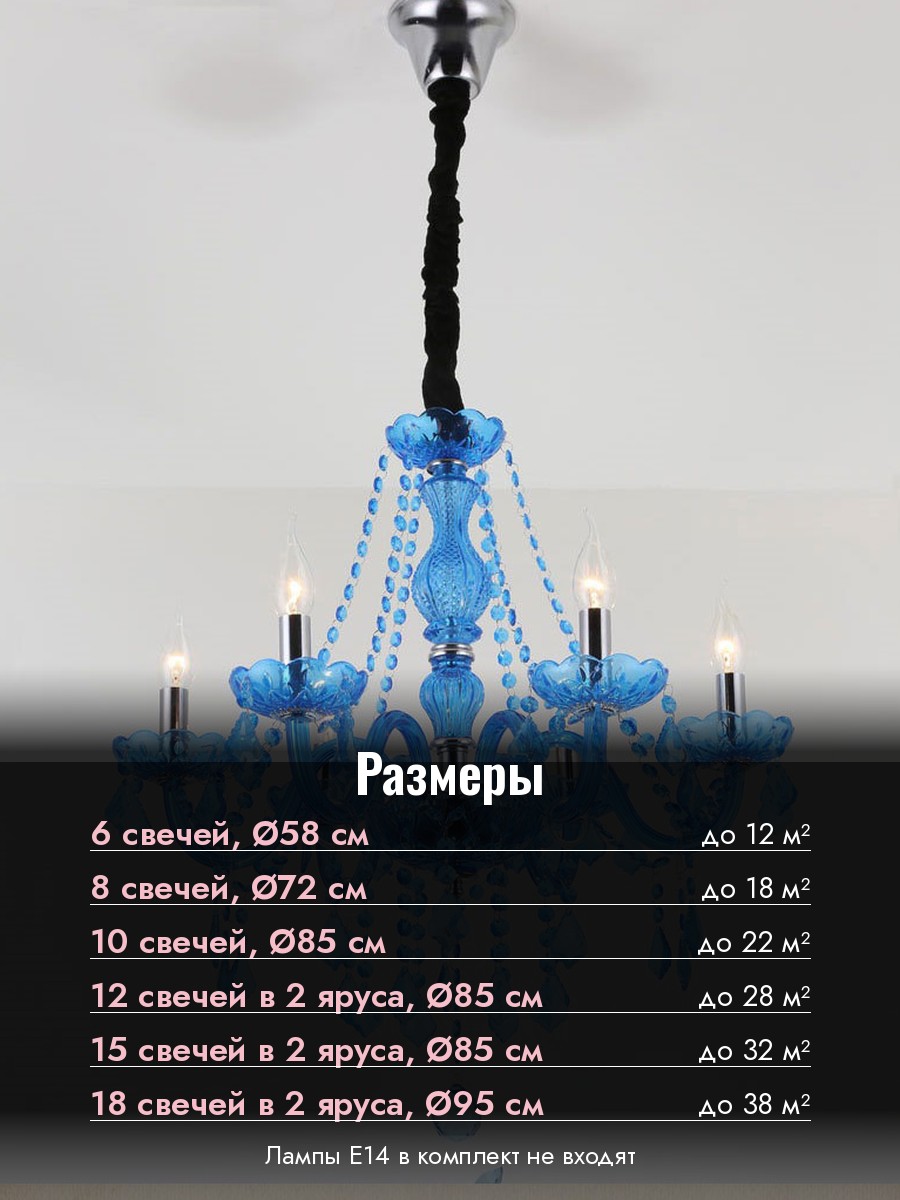 Размеры
6 свечей, Ø58 см до 12 м²
8 свечей, Ø72 см до 18 м²
10 свечей, Ø85 см до 22 м²
12 свечей в 2 яруса, Ø85 см до 28 м²
15 свечей в 2 яруса, Ø85 см до 32 м²
18 свечей в 2 яруса, Ø95 см до 38 м²
Лампы Е14 в комплект не входят